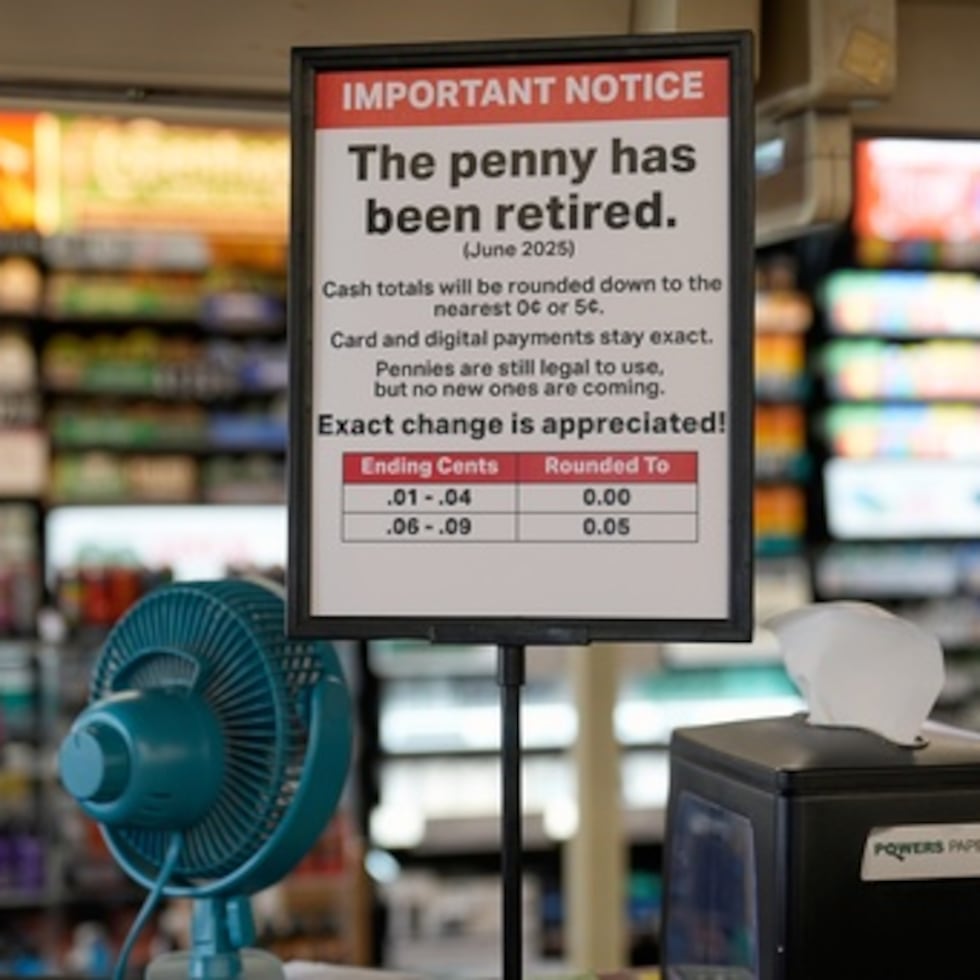 IMPORTANT NOTICE
The penny has
been retired.
(June 2025)
Cash totals will be rounded down to the
nearest 0¢ or 5¢.
Card and digital payments stay exact.
Pennies are still legal to use,
but no new ones are coming.
Exact change is appreciated!
Ending Cents Rounded To
.01 - .04 0.00
.06 - .09 0.05
POWERS PAPE